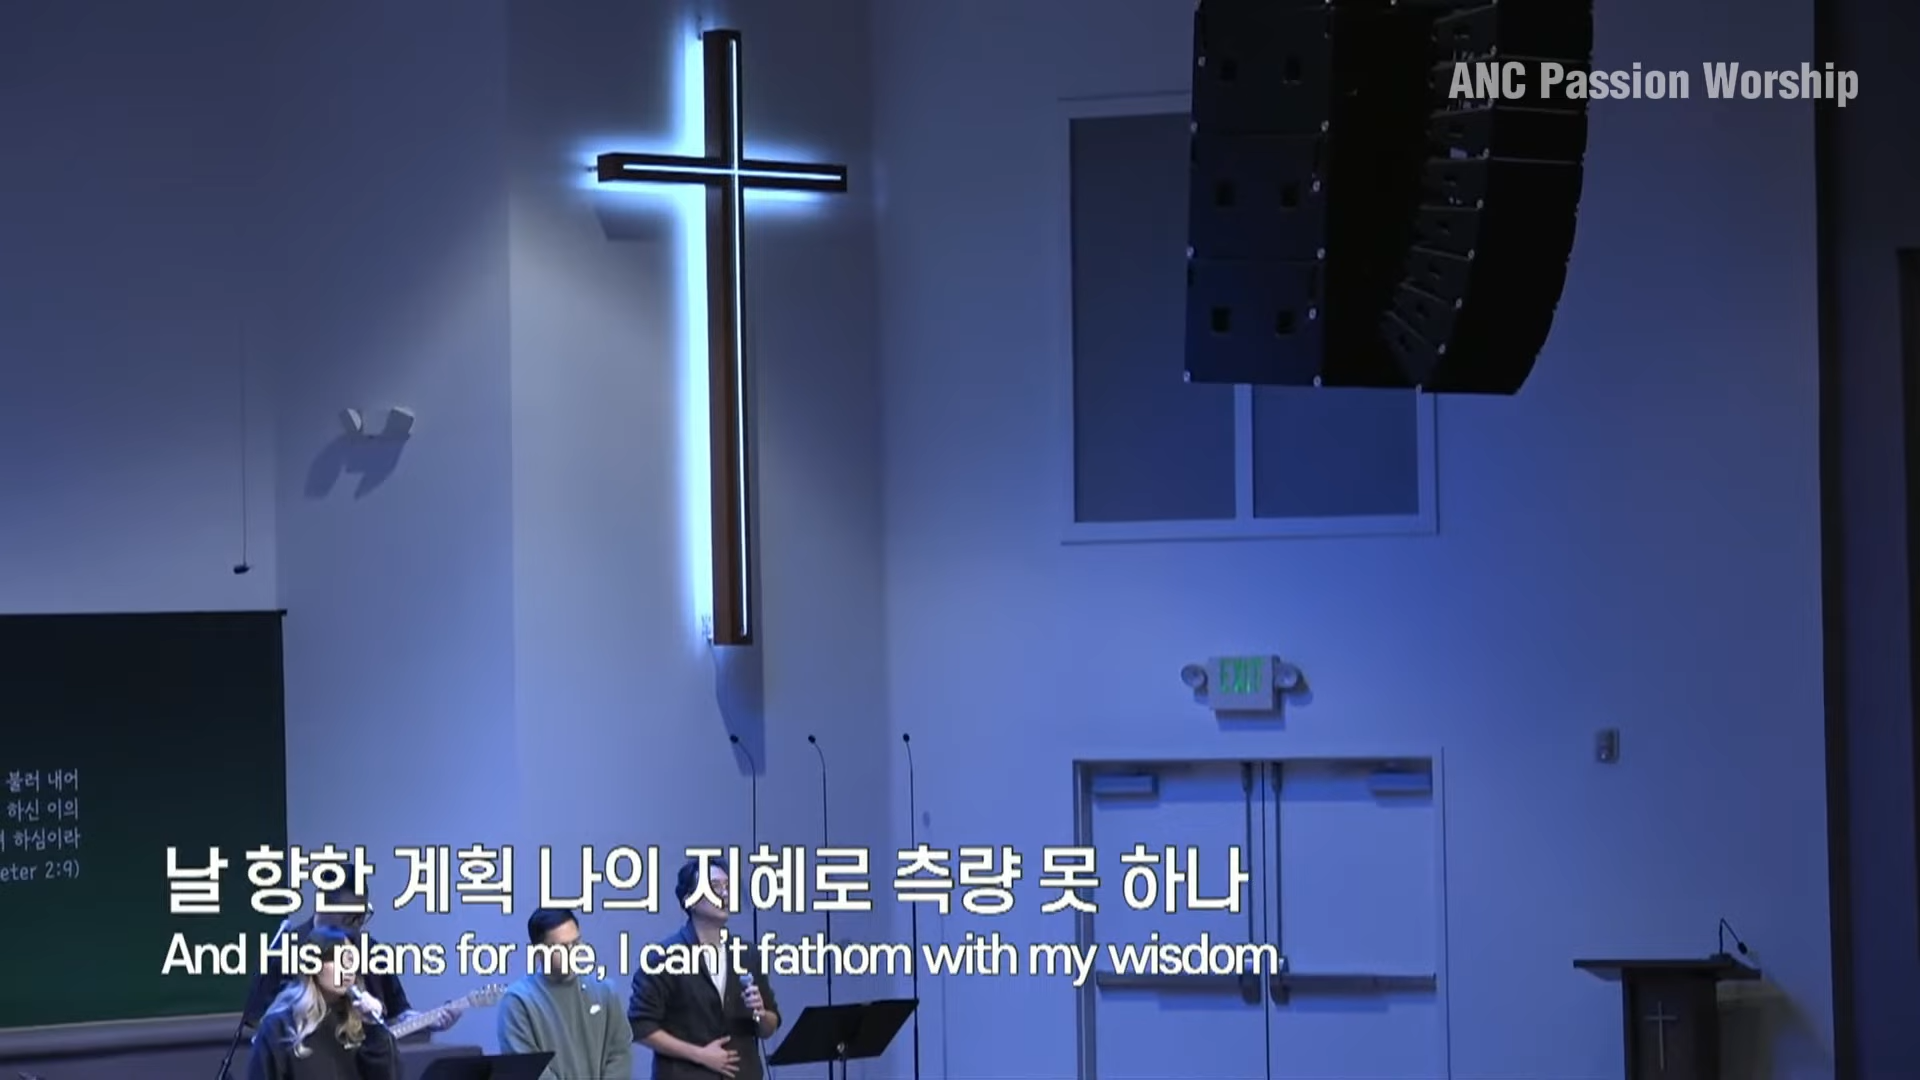 ANC Passion Worship
EXIT
불러 내어
하신 이의
하심이라
eter 2:9)
날 향한 계획 나의 지혜로 측량 못 하나
And His plans for me, I can't fathom with my wisdom